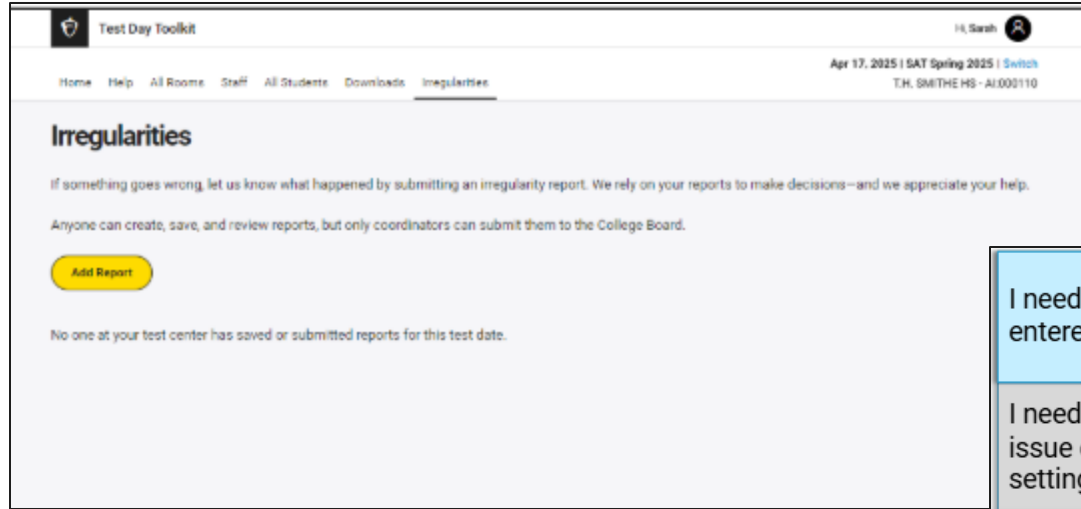 Test Day Toolkit
Hi, Sarah
Apr 17. 2025 | SAT Spring 2025 | Switch
Home Help All Rooms Staff All Students Downloads Irregularities
T.H. SMITHE HS - AI:000110
Irregularities
If something goes wrong, let us know what happened by submitting an irregularity report. We rely on your reports to make decisions—and we appreciate your help.
Anyone can create, save, and review reports, but only coordinators can submit them to the College Board.
Add Report
No one at your test center has saved or submitted reports for this test date.
I need
entere
I need
issue
setting